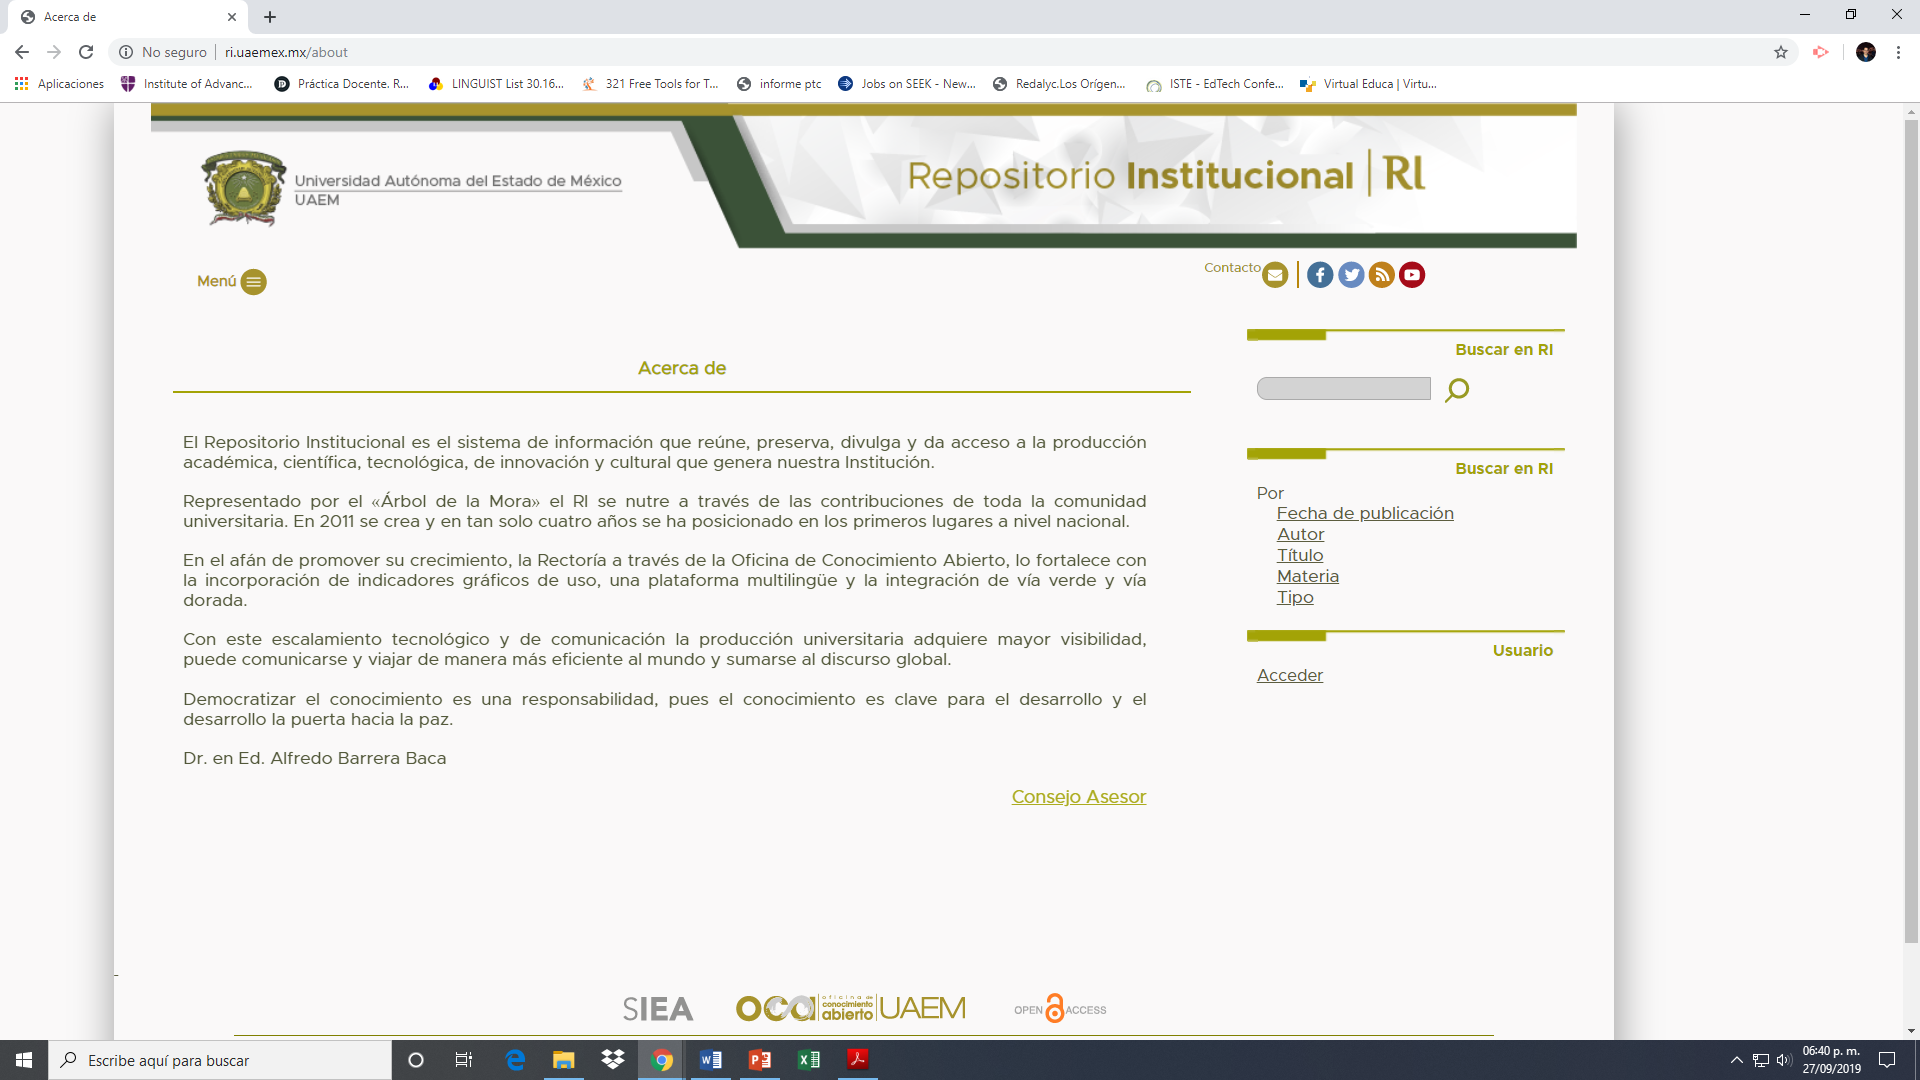 Acerca de
No seguro
ri.uaemex.mx/about
Aplicaciones
Institute of Advanc...
Práctica Docente. R...
LINGUIST List 30.16...
321 Free Tools for T...
informe ptc
Jobs on SEEK - New...
Redalyc.Los Orígen...
ISTE - EdTech Confe...
Virtual Educa | Virtu...
Universidad Autónoma del Estado de México
UAEM
Repositorio Institucional | RI
Menú
Contacto
Acerca de
El Repositorio Institucional es el sistema de información que reúne, preserva, divulga y da acceso a la producción
académica, científica, tecnológica, de innovación y cultural que genera nuestra Institución.
Representado por el «Árbol de la Mora» el RI se nutre a través de las contribuciones de toda la comunidad
universitaria. En 2011 se crea y en tan solo cuatro años se ha posicionado en los primeros lugares a nivel nacional.
En el afán de promover su crecimiento, la Rectoría a través de la Oficina de Conocimiento Abierto, lo fortalece con
la incorporación de indicadores gráficos de uso, una plataforma multilingüe y la integración de vía verde y vía
dorada.
Con este escalamiento tecnológico y de comunicación la producción universitaria adquiere mayor visibilidad,
puede comunicarse y viajar de manera más eficiente al mundo y sumarse al discurso global.
Democratizar el conocimiento es una responsabilidad, pues el conocimiento es clave para el desarrollo y el
desarrollo la puerta hacia la paz.
Dr. en Ed. Alfredo Barrera Baca
Consejo Asesor
Buscar en RI
Buscar en RI
Por
Fecha de publicación
Autor
Título
Materia
Tipo
Usuario
Acceder
SIEA
oca
oficina de
conocimiento
abierto
UAEM
OPEN ACCESS
Escribe aquí para buscar
06:40 p. m.
27/09/2019